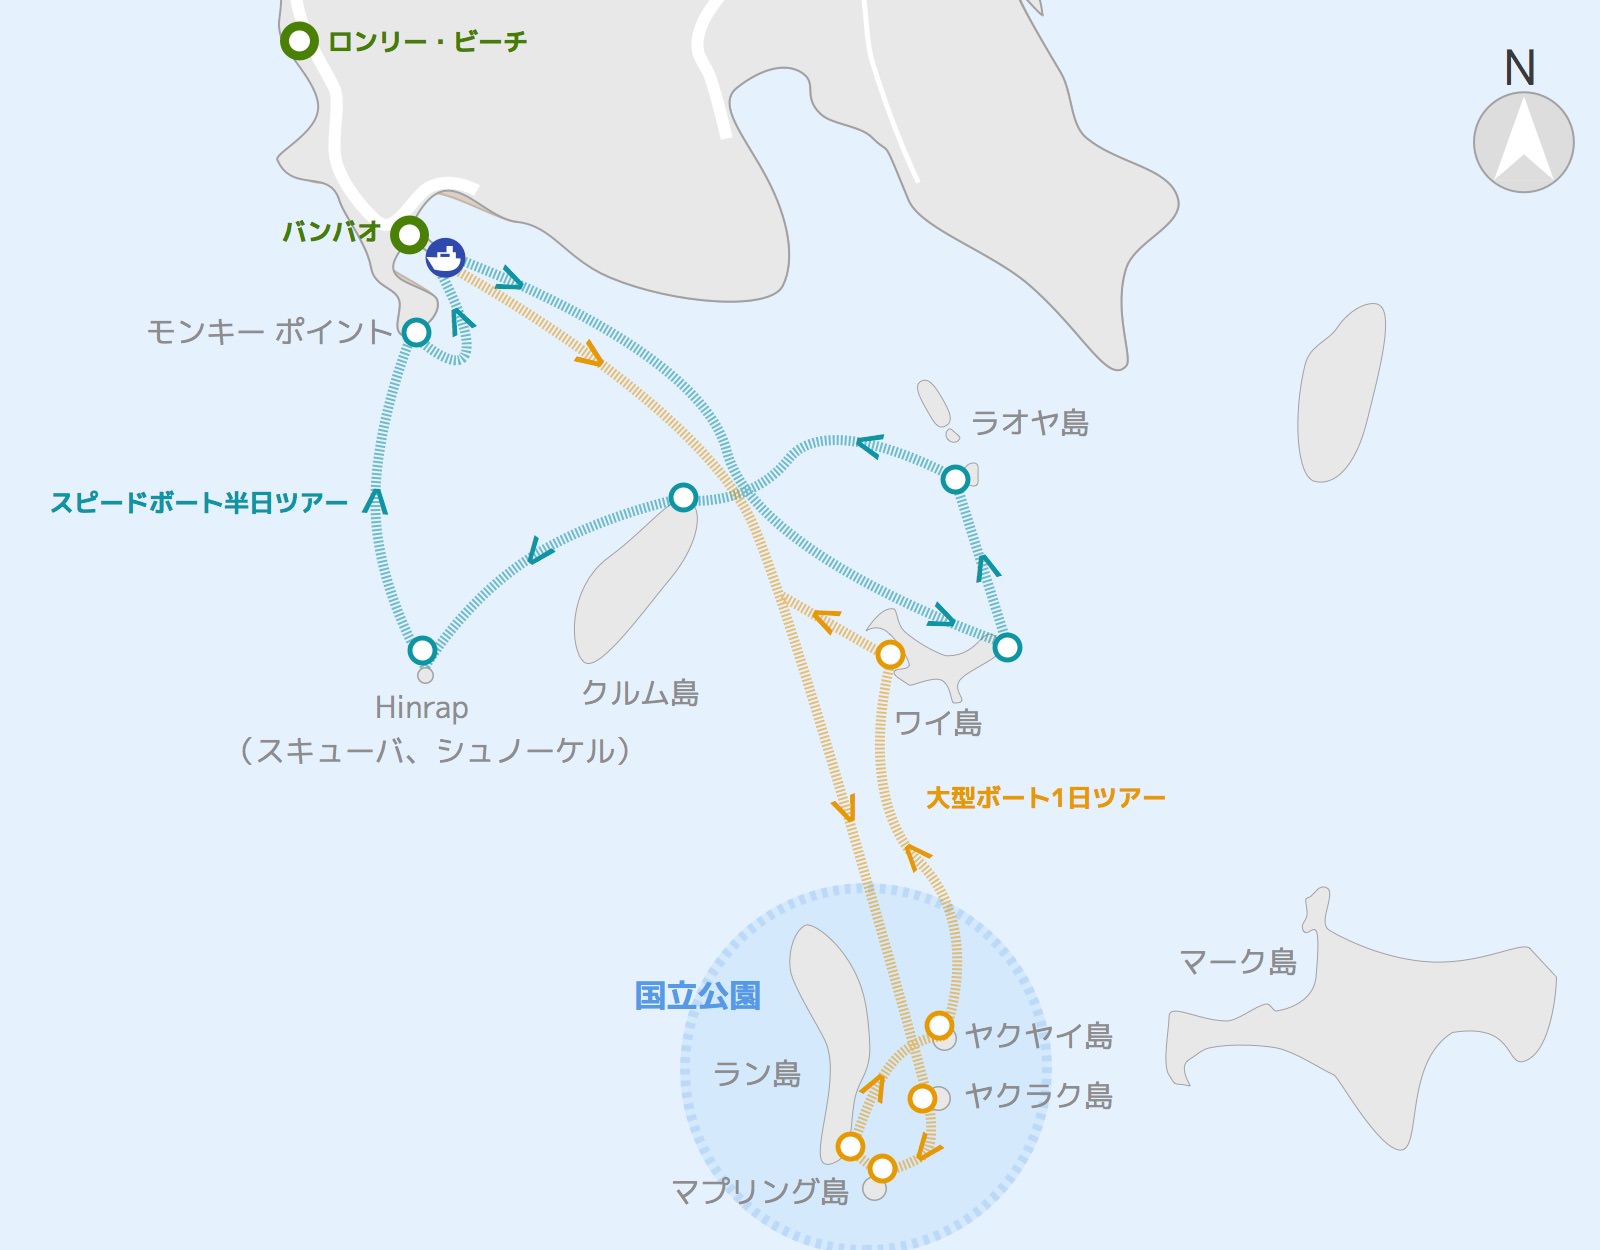 ロンリー・ビーチ
N
バンバオ
モンキー ポイント
ラオヤ島
スピードボート半日ツアー
クルム島
Hinrap
（スキューバ、シュノーケル）
ワイ島
大型ボート1日ツアー
マーク島
国立公園
ヤクヤイ島
ラン島
ヤクラク島
マプリング島